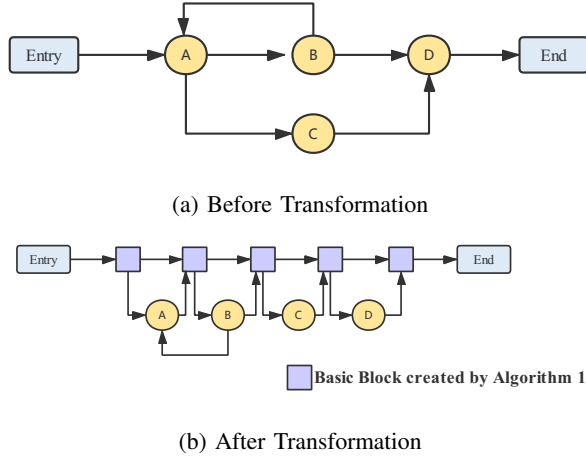 Entry
A
B
D
End
C
(a) Before Transformation
Entry
End
A
B
C
D
Basic Block created by Algorithm 1
(b) After Transformation